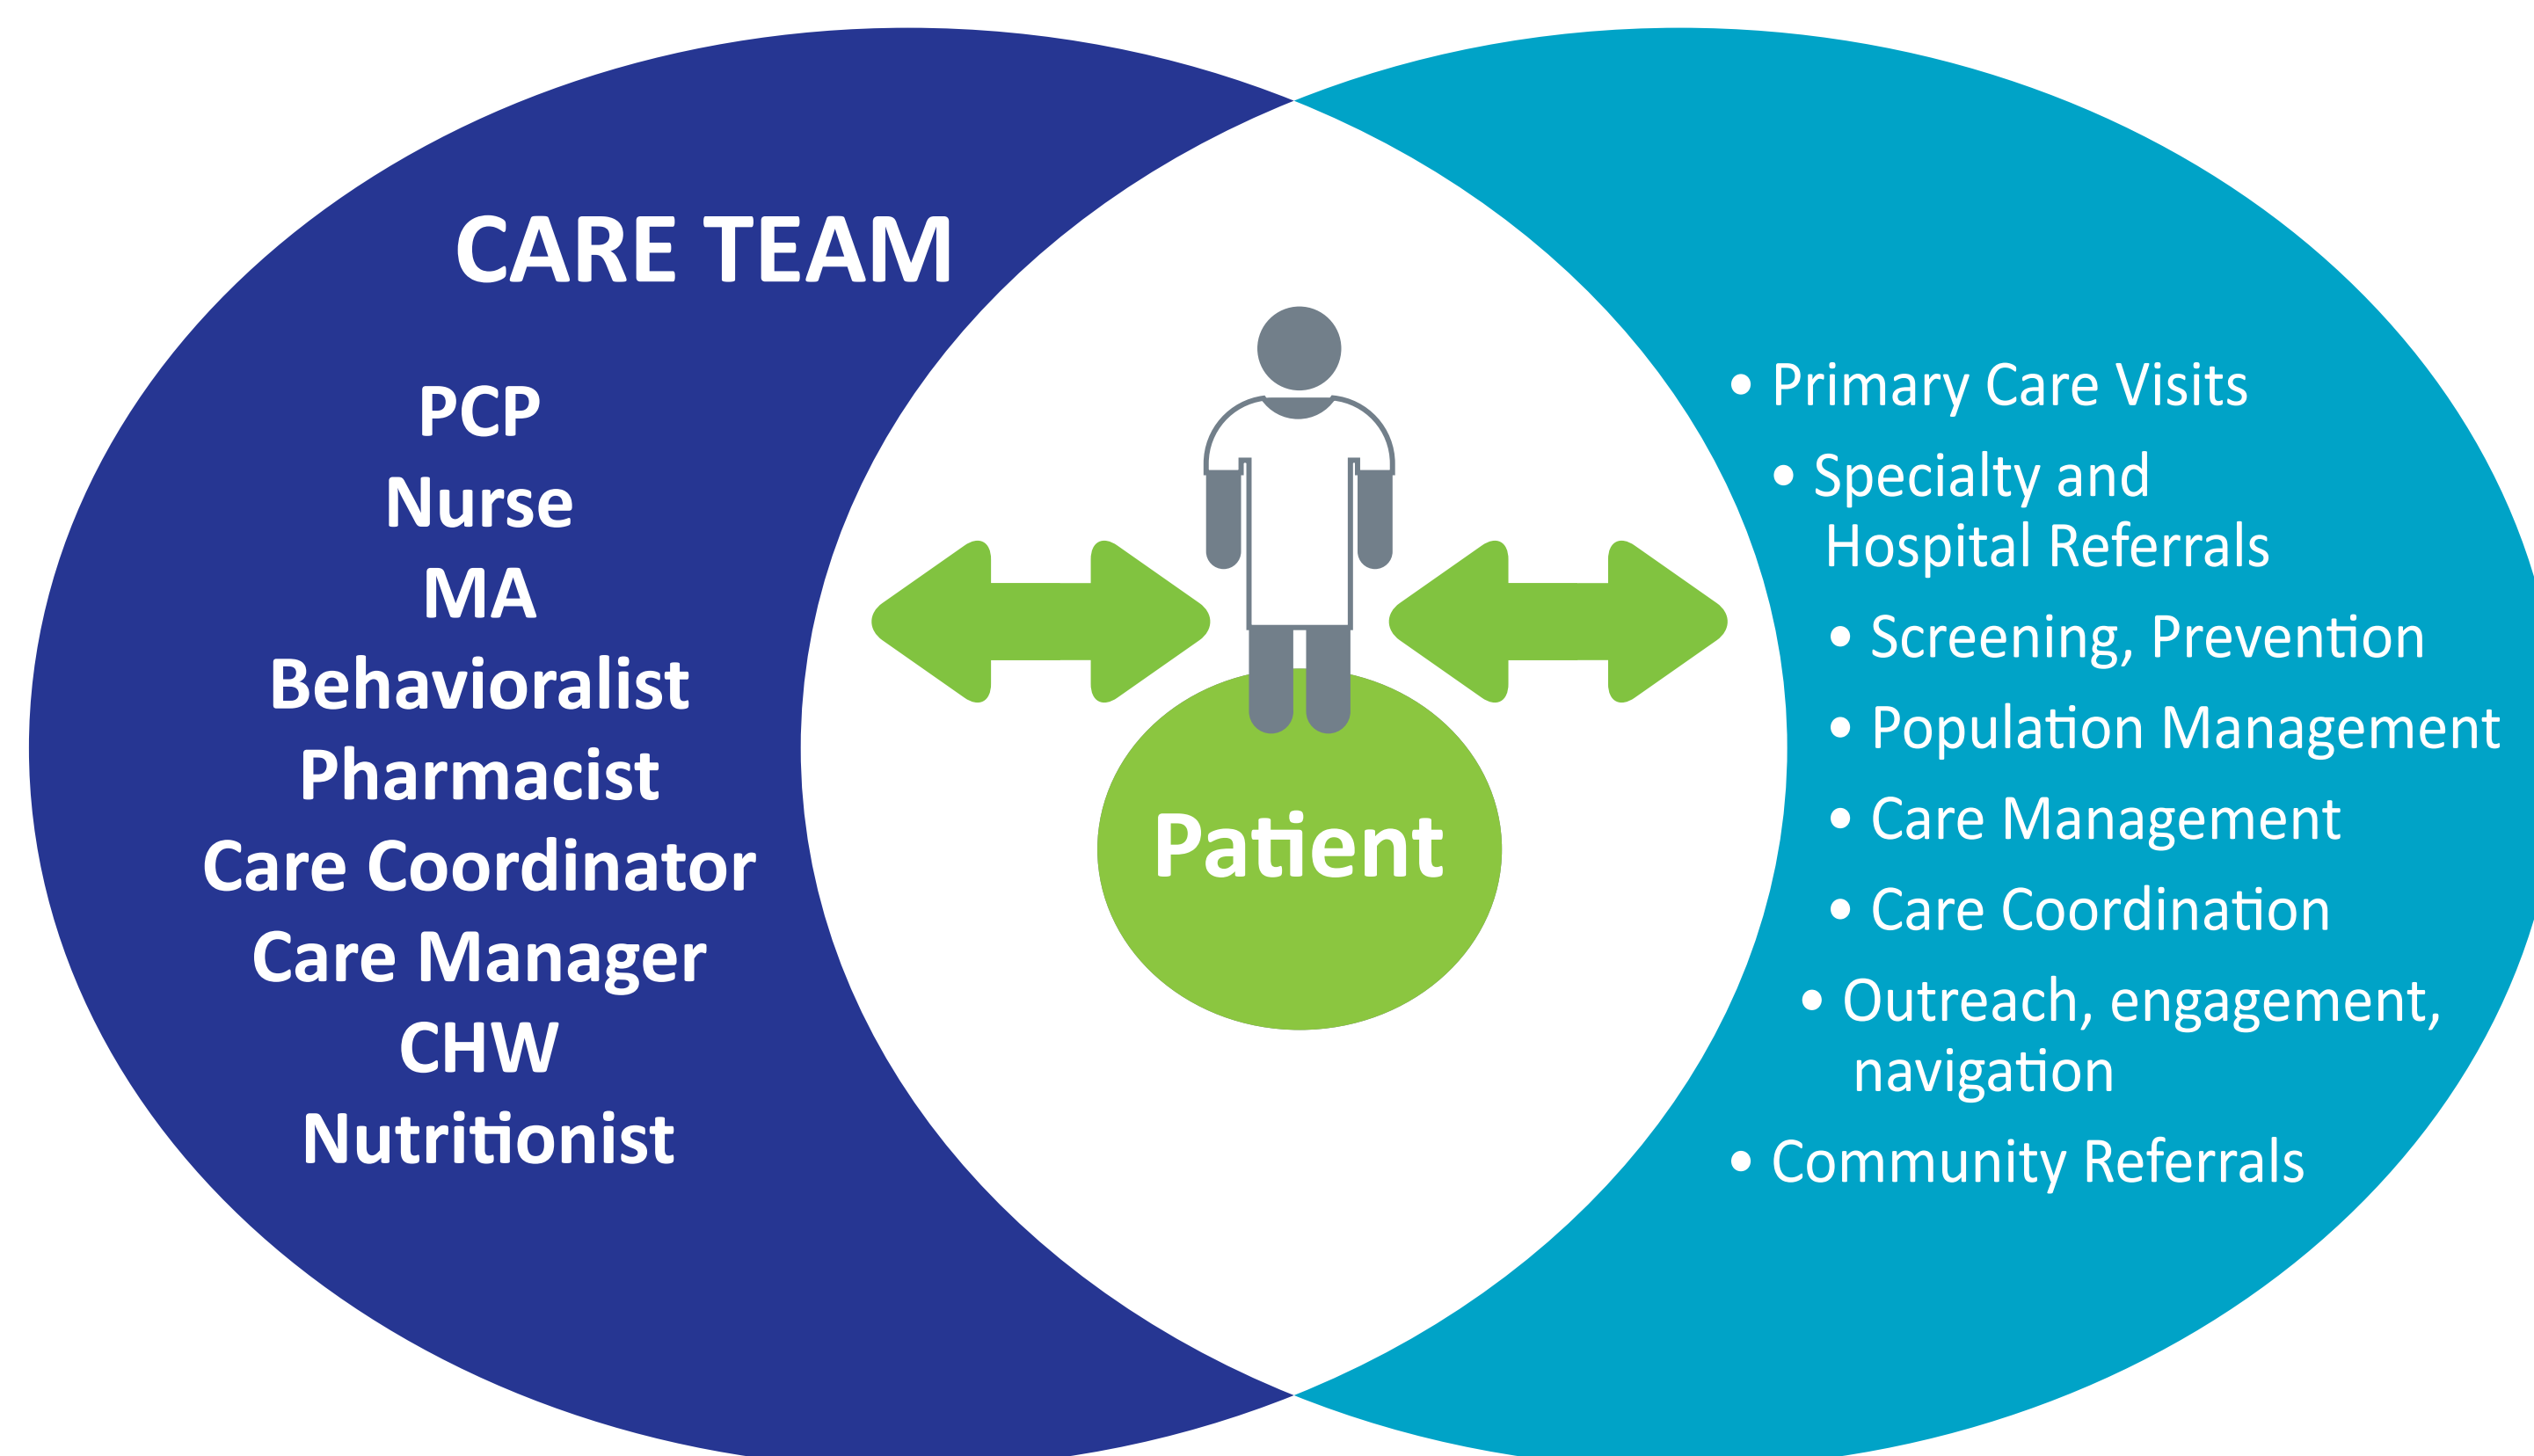 CARE TEAM
PCP
Nurse
MA
Behavioralist
Pharmacist
Care Coordinator
Care Manager
CHW
Nutritionist
Patient
• Primary Care Visits
• Specialty and
Hospital Referrals
• Screening, Prevention
• Population Management
• Care Management
• Care Coordination
• Outreach, engagement,
navigation
• Community Referrals